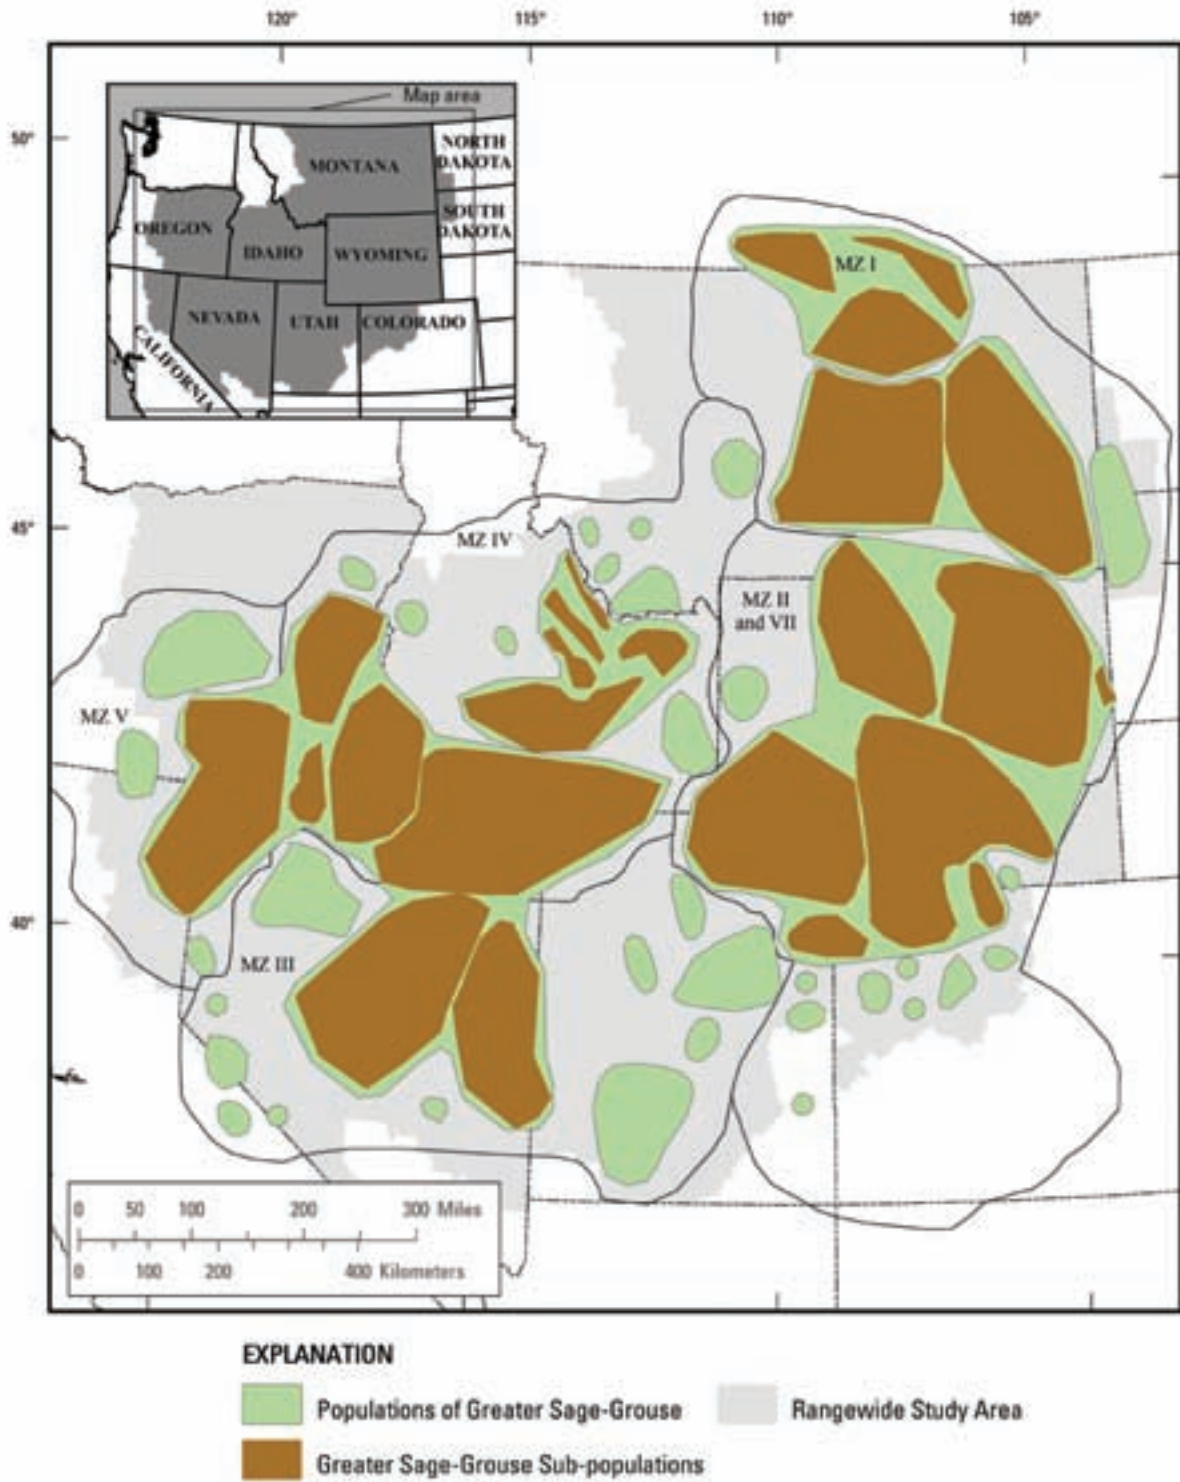 120° 115° 110° 105°
50°
45°
40°
Map area
NORTH
DAKOTA
MONTANA
SOUTH
DAKOTA
OREGON
IDAHO
WYOMING
NEVADA
UTAH
COLORADO
CALIFORNIA
MZ I
MZ IV
MZ II
and VII
MZ V
MZ III
0 50 100 200 300 Miles
0 100 200 400 Kilometers
EXPLANATION
Populations of Greater Sage-Grouse
Rangewide Study Area
Greater Sage-Grouse Sub-populations